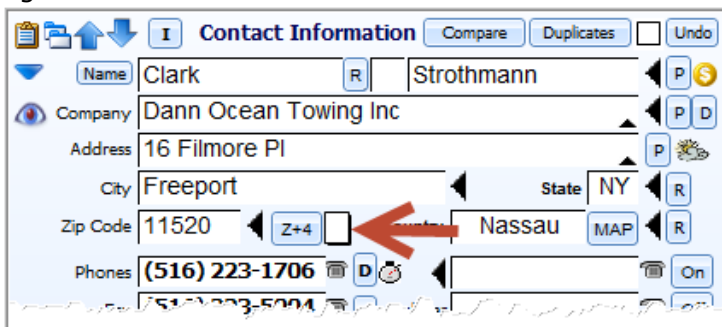 I Contact Information Compare Duplicates Undo
Name Clark R Strothmann P S
Company Dann Ocean Towing Inc P D
Address 16 Filmore Pl P
City Freeport State NY R
Zip Code 11520 Z+4 Nassau MAP R
Phones (516) 223-1706 D On